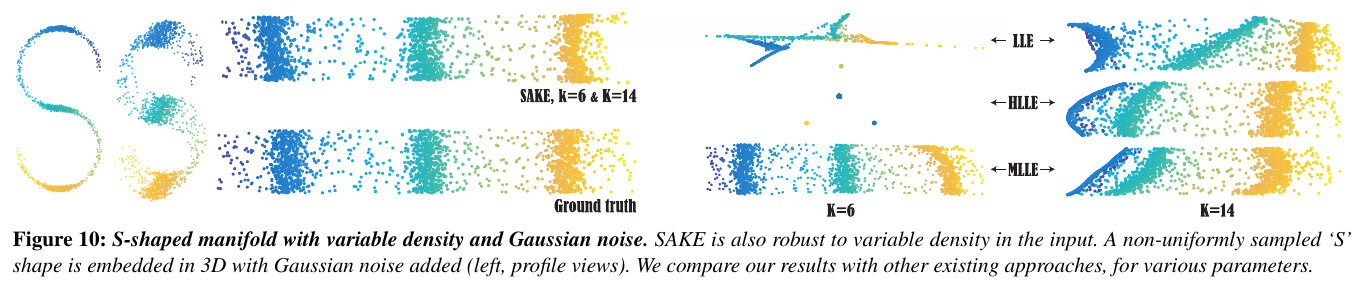 SAKE, k=6 & K=14
Ground truth
LLE
HLLE
MLLE
K=6
K=14
Figure 10: S-shaped manifold with variable density and Gaussian noise. SAKE is also robust to variable density in the input. A non-uniformly sampled ‘S’
shape is embedded in 3D with Gaussian noise added (left, profile views). We compare our results with other existing approaches, for various parameters.